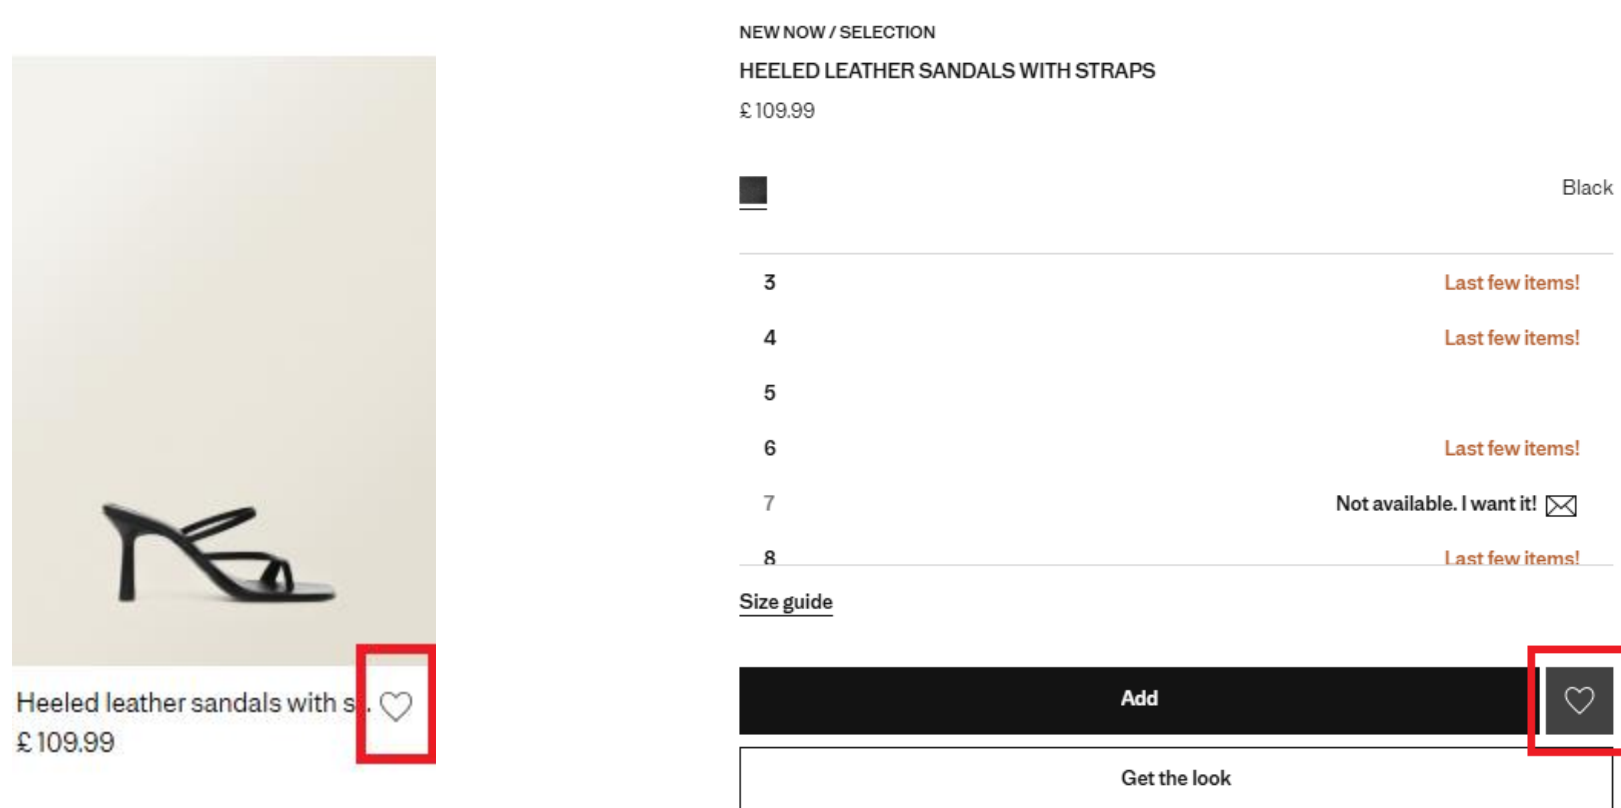 Heeled leather sandals with s .
£ 109.99
NEW NOW / SELECTION
HEELED LEATHER SANDALS WITH STRAPS
£ 109.99
Black
3 Last few items!
4 Last few items!
5
6 Last few items!
7 Not available. I want it!
8 Last few items!
Size guide
Add
Get the look